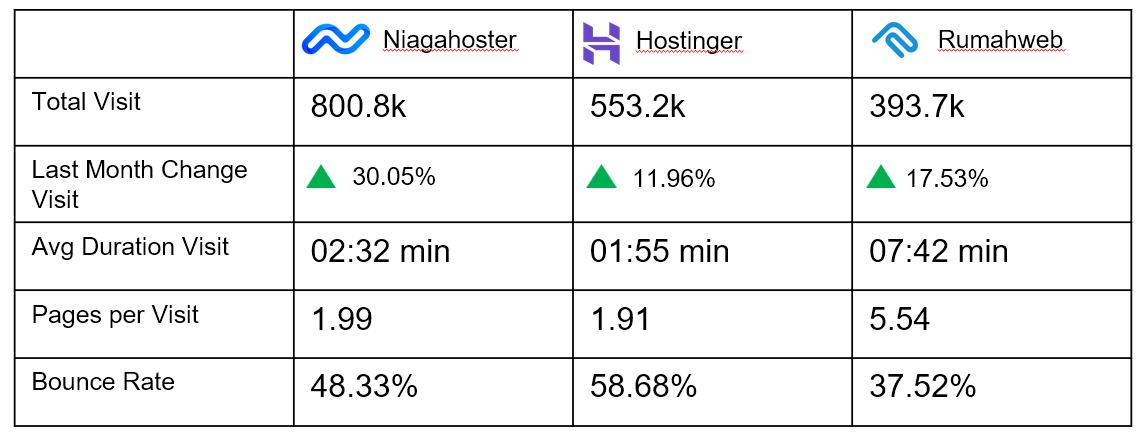 Niagahoster Hostinger Rumahweb
Total Visit 800.8k 553.2k 393.7k
Last Month Change 30.05% 11.96% 17.53%
Visit
Avg Duration Visit 02:32 min 01:55 min 07:42 min
Pages per Visit 1.99 1.91 5.54
Bounce Rate 48.33% 58.68% 37.52%